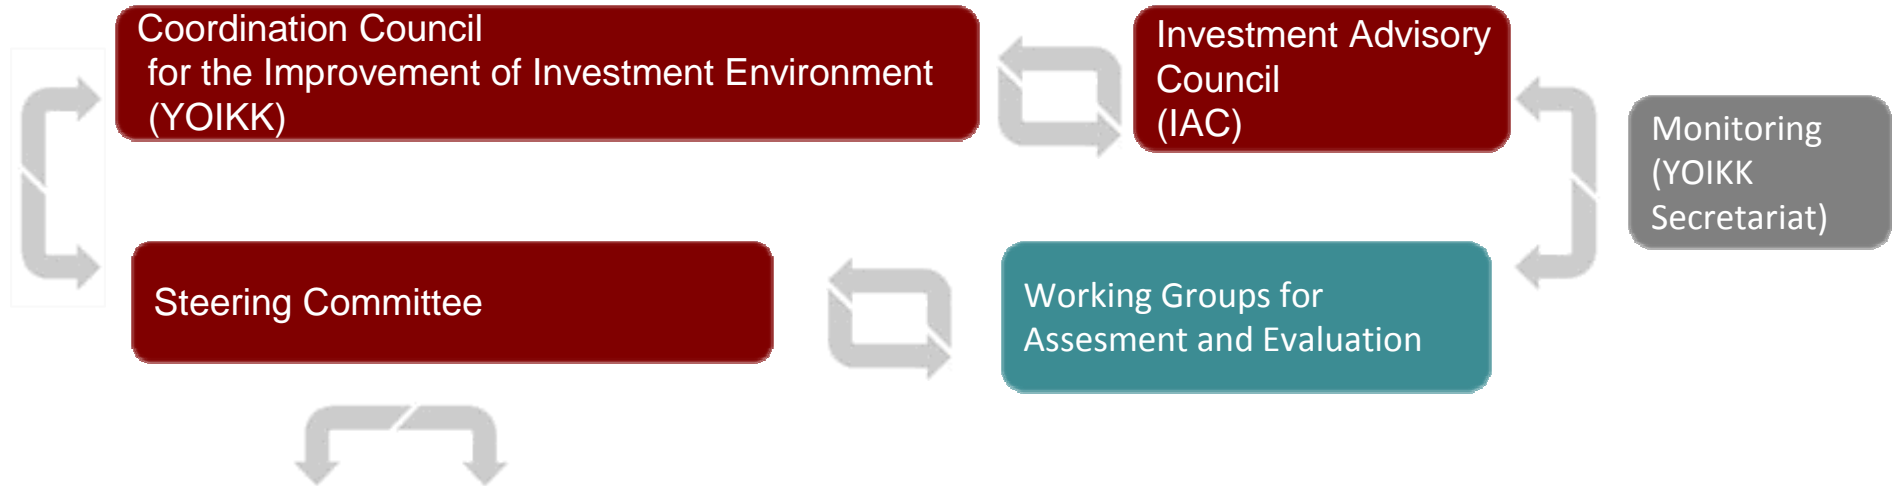 Coordination Council
for the Improvement of Investment Environment
(YOIKK)
Investment Advisory
Council
(IAC)
Monitoring
(YOIKK
Secretariat)
Steering Committee
Working Groups for
Assesment and Evaluation